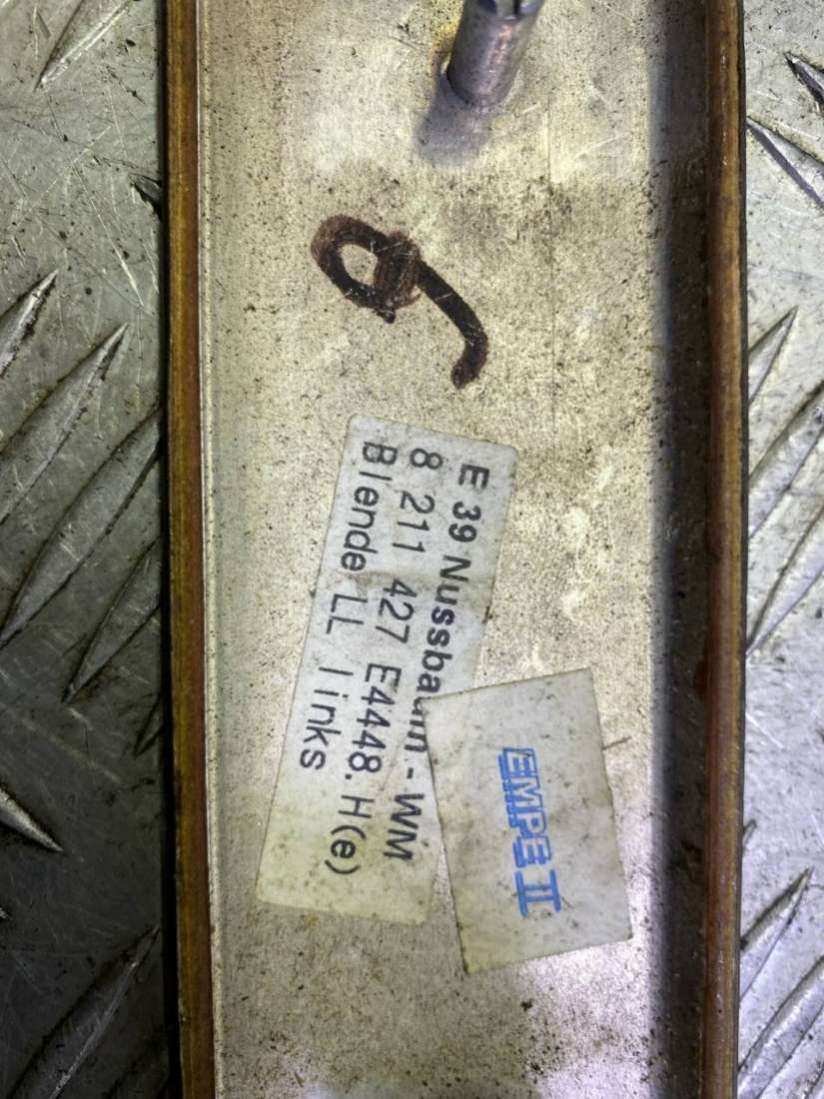 E 39 Nussbaum - WM
8 211 427 E4448.H(e)
Blende LL links
EMPE II